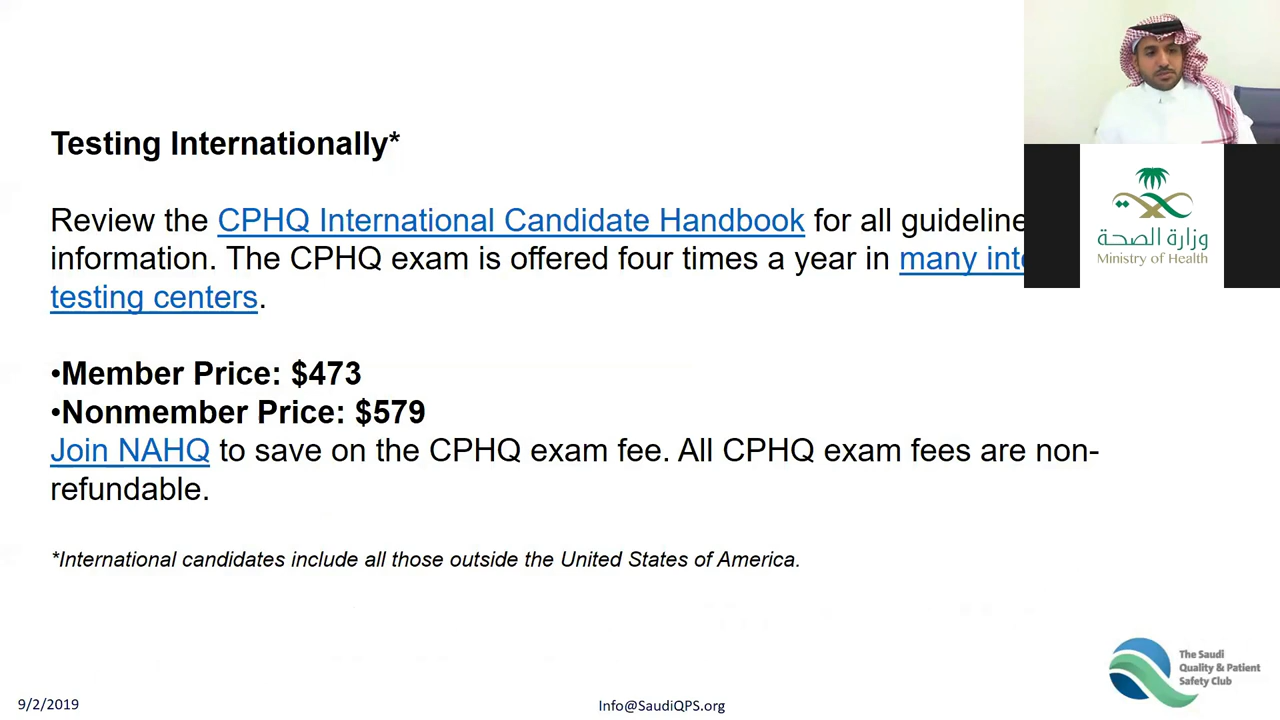 Testing Internationally*
Review the CPHQ International Candidate Handbook for all guideline
information. The CPHQ exam is offered four times a year in many
testing centers.
•Member Price: $473
•Nonmember Price: $579
Join NAHQ to save on the CPHQ exam fee. All CPHQ exam fees are non-
refundable.
*International candidates include all those outside the United States of America.
وزارة الصحة
Ministry of Health
The Saudi
Quality & Patient
Safety Club
9/2/2019
Info@SaudiQPS.org